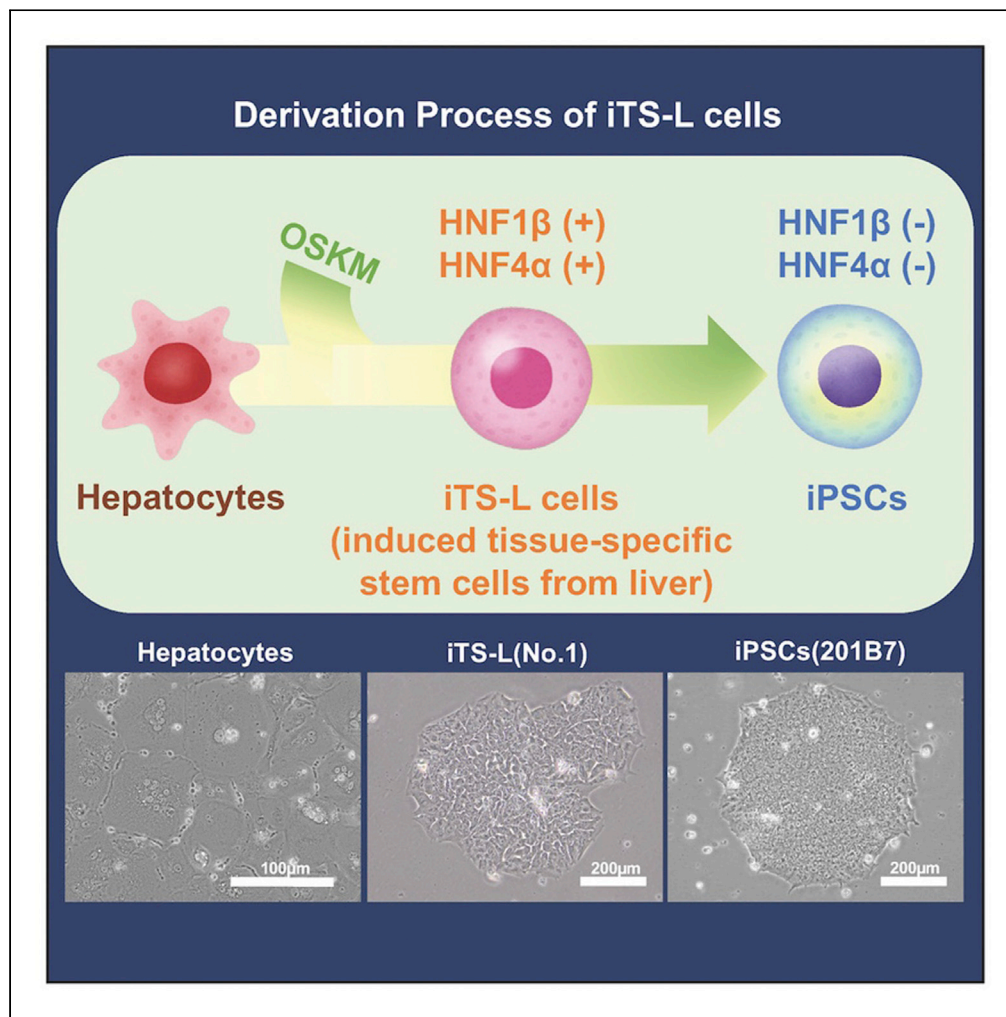 Derivation Process of iTS-L cells
OSKM
HNF1β (+)
HNF4α (+)
HNF1β (-)
HNF4α (-)
Hepatocytes
iTS-L cells
(induced tissue-specific
stem cells from liver)
iPSCs
Hepatocytes
iTS-L(No.1)
iPSCs(201B7)
100μm
200μm
200μm